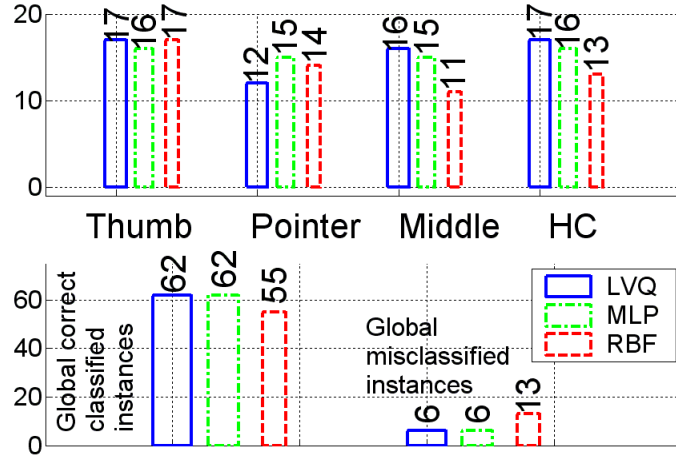 20
10
0
17
16
17
12
15
14
16
15
11
17
16
13
Thumb
Pointer
Middle
HC
60
40
20
0
Global correct
classified
instances
62
62
55
Global
misclassified
instances
6
6
13
LVQ
MLP
RBF